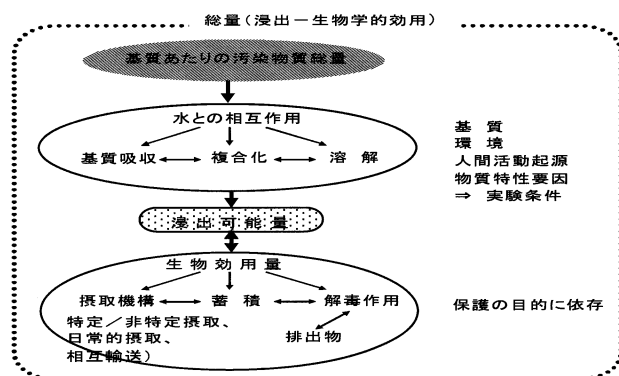 総量(浸出－生物学的効用)
基質あたりの汚染物質総量
水との相互作用
基質吸収 複合化 溶解
基質
環境
人間活動起源
物質特性要因
⇒ 実験条件
浸出可能量
生物効用量
摂取機構 蓄積 解毒作用
特定／非特定摂取、
日常的摂取、
相互輸送)
排出物
保護の目的に依存